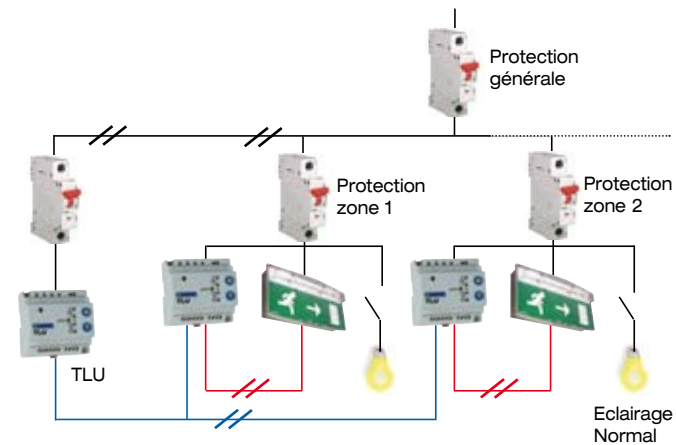 Protection
générale
Protection
zone 1
Protection
zone 2
TLU
Eclairage
Normal